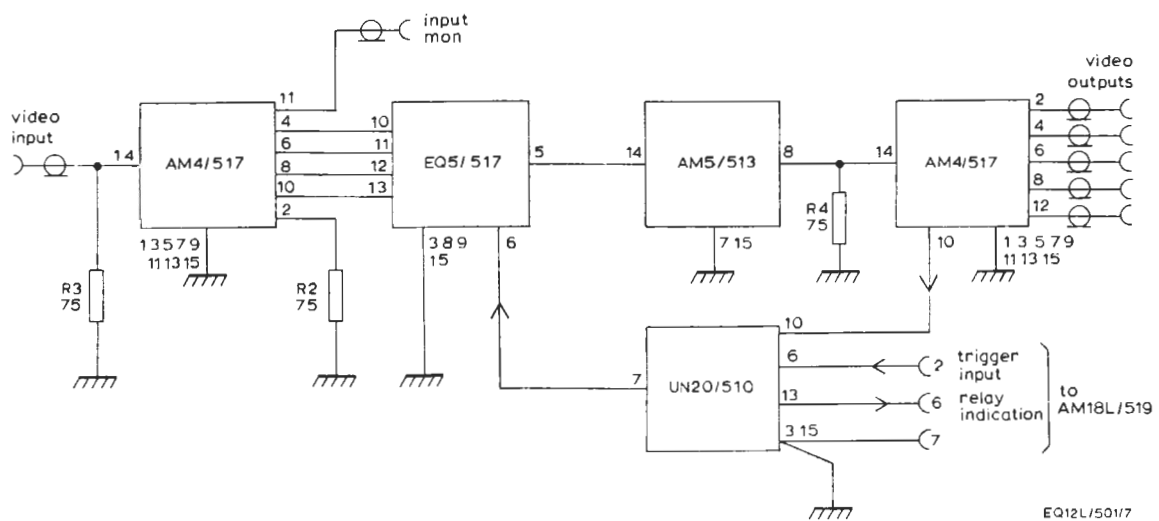 input
mon
video
input
video
outputs
11
4
6
8
10
2
14
AM4/517
10
11
12
13
EQ5/517
5
14
AM5/513
8
14
AM4/517
2
4
6
8
12
1 3 5 7 9
11 13 15
3 8 9
15
6
7 15
R4
75
10
1 3 5 7 9
11 13 15
R3
75
R2
75
7
UN20/510
10
6
13
3 15
2
trigger
input
6
relay
indication
7
to
AM18L/519
EQ12L/501/7